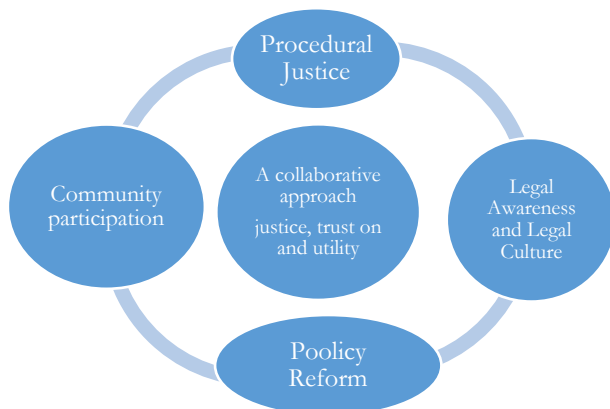 Procedural
Justice
Community
participation
A collaborative
approach
justice, trust on
and utility
Legal
Awareness
and Legal
Culture
Poolicy
Reform